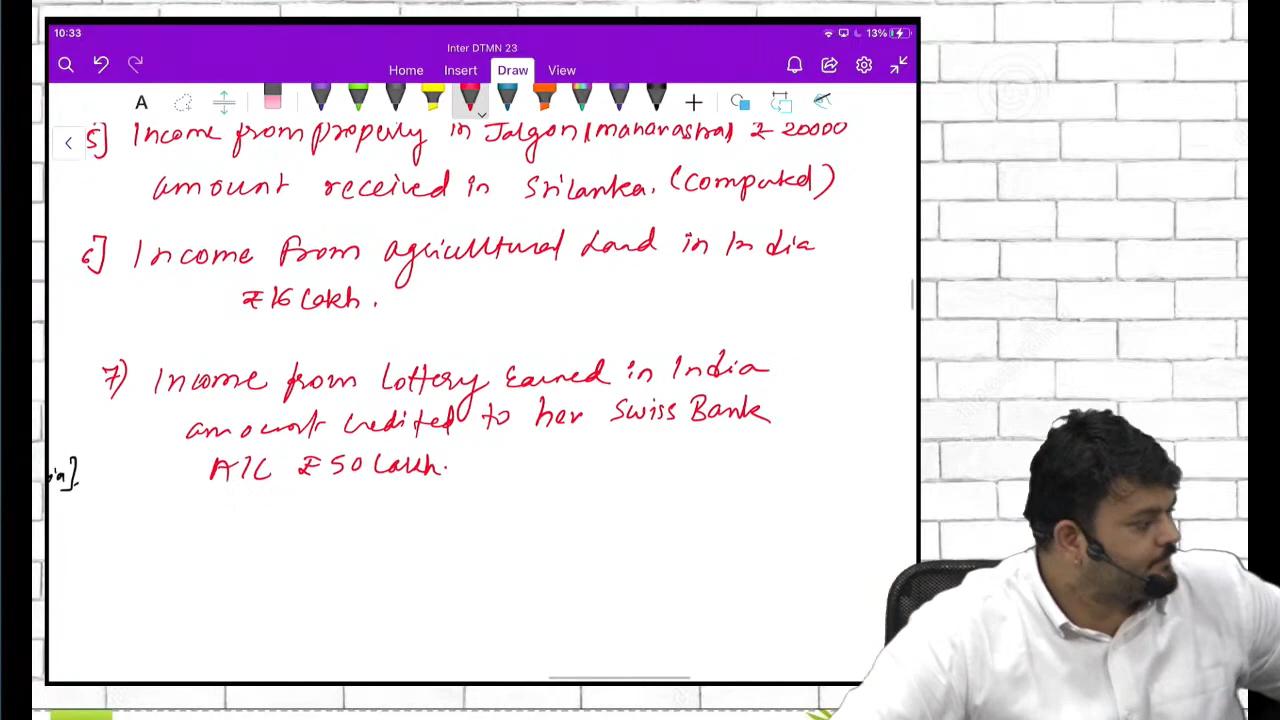 10:33
13%
Inter DTMN 23
Home Insert Draw View
A
5] Income from property in Jalgon (maharashra) ₹ 20000
amount received in Srilanka. (computed)
6] Income from agricultural Land in India
₹ 16 Lakh.
7) Income from Lottery Earned in India
amount credited to her Swiss Bank
A/C ₹ 50 Lakh.
ia].